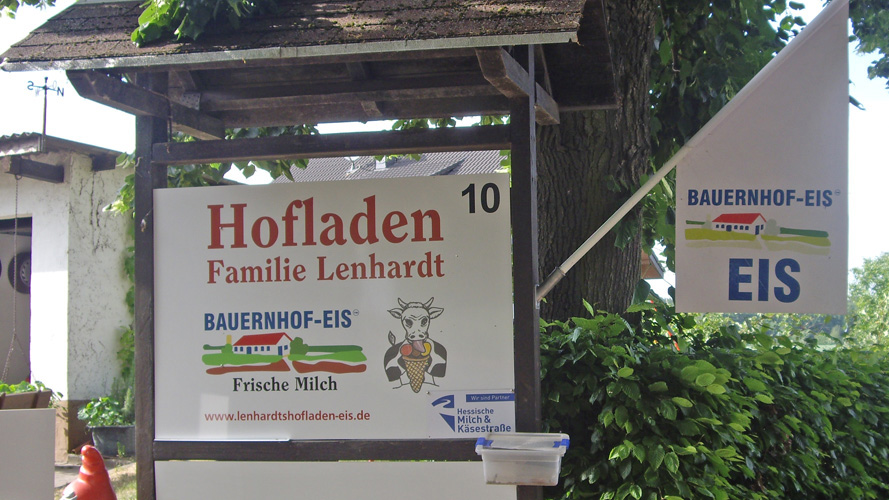 Hofladen
10
Familie Lenhardt
BAUERNHOF-EIS
Frische Milch
www.lenhardtshofladen-eis.de
Wir sind Partner
Hessische
Milch &
Käsestraße
BAUERNHOF-EIS
EIS
S